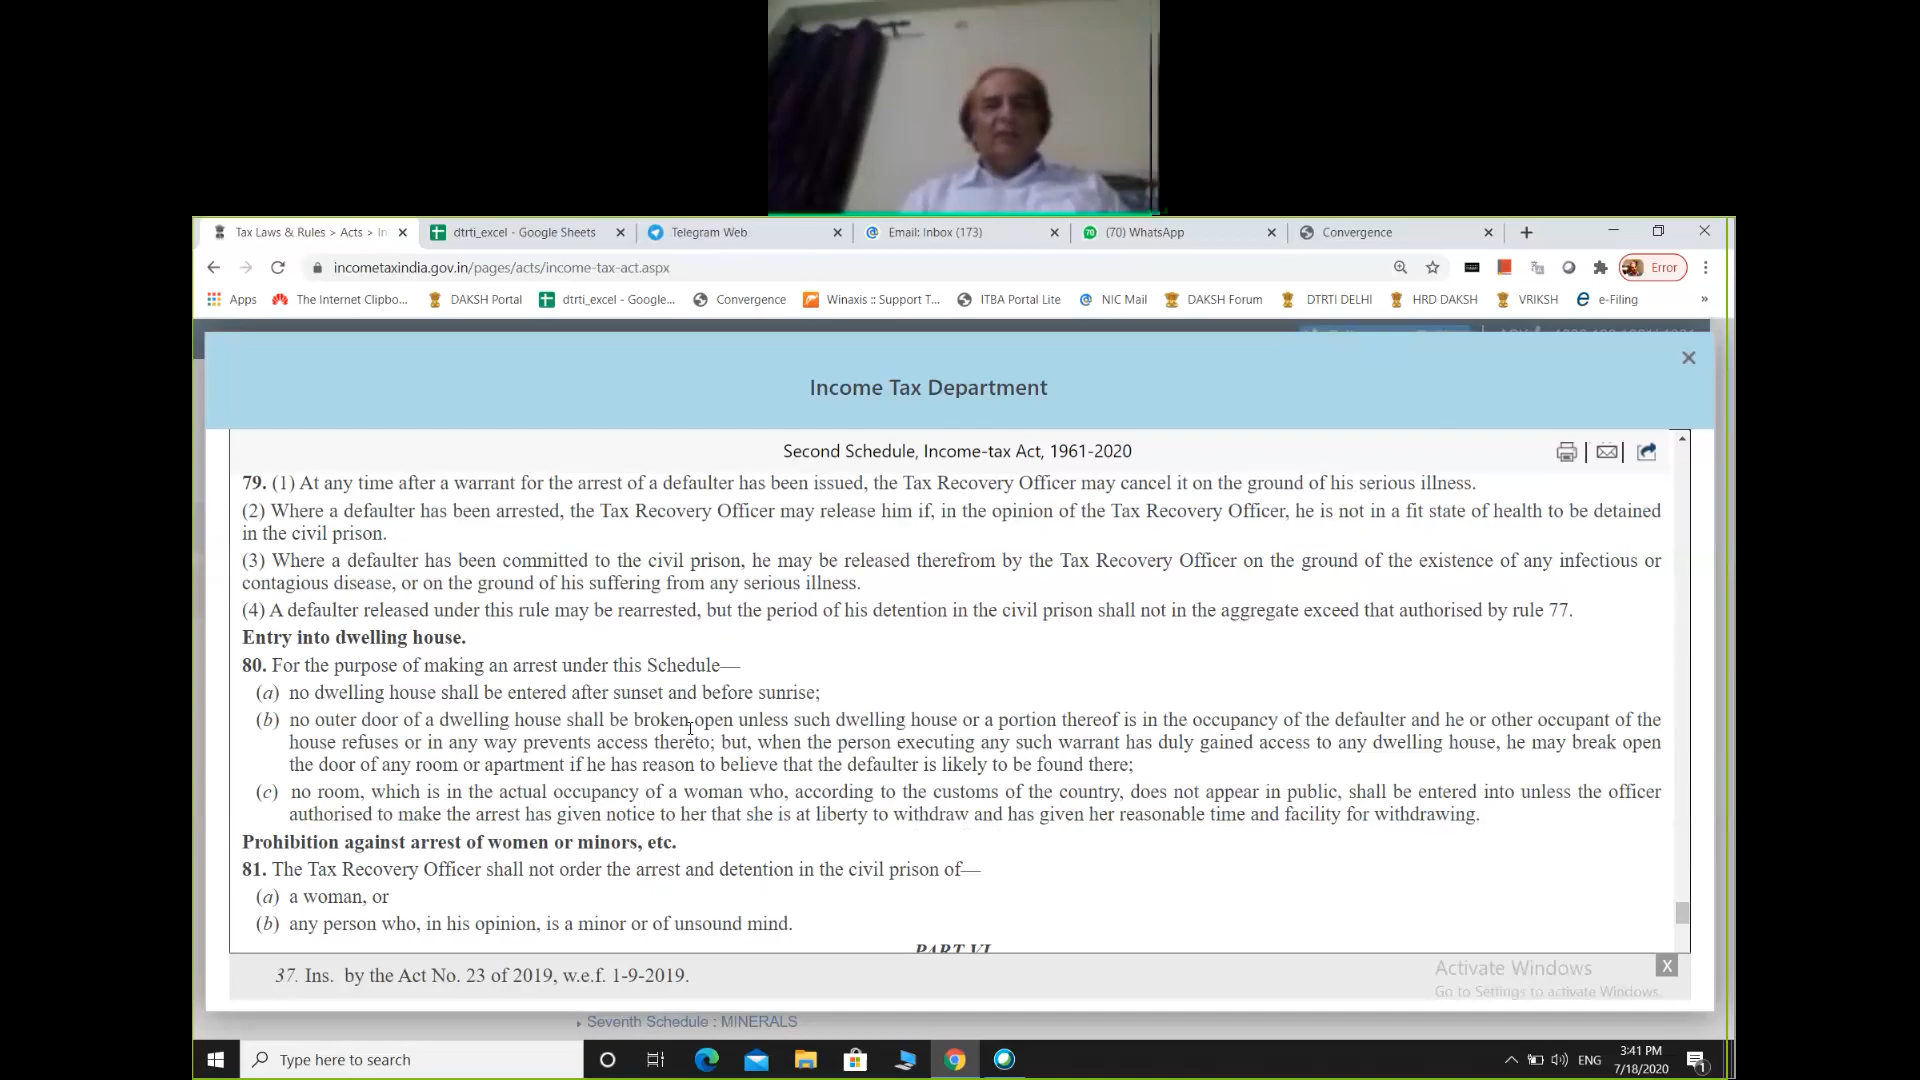 Tax Laws & Rules > Acts > In
dtrti_excel - Google Sheets
Telegram Web
Email: Inbox (173)
70
(70) WhatsApp
Convergence
incometaxindia.gov.in/pages/acts/income-tax-act.aspx
Error
Apps
The Internet Clipbo...
DAKSH Portal
dtrti_excel - Google...
Convergence
Winaxis :: Support T...
ITBA Portal Lite
NIC Mail
DAKSH Forum
DTRTI DELHI
HRD DAKSH
VRIKSH
e-Filing
»
Income Tax Department
Second Schedule, Income-tax Act, 1961-2020
79. (1) At any time after a warrant for the arrest of a defaulter has been issued, the Tax Recovery Officer may cancel it on the ground of his serious illness.
(2) Where a defaulter has been arrested, the Tax Recovery Officer may release him if, in the opinion of the Tax Recovery Officer, he is not in a fit state of health to be detained
in the civil prison.
(3) Where a defaulter has been committed to the civil prison, he may be released therefrom by the Tax Recovery Officer on the ground of the existence of any infectious or
contagious disease, or on the ground of his suffering from any serious illness.
(4) A defaulter released under this rule may be rearrested, but the period of his detention in the civil prison shall not in the aggregate exceed that authorised by rule 77.
Entry into dwelling house.
80. For the purpose of making an arrest under this Schedule—
(a) no dwelling house shall be entered after sunset and before sunrise;
(b) no outer door of a dwelling house shall be broken open unless such dwelling house or a portion thereof is in the occupancy of the defaulter and he or other occupant of the
house refuses or in any way prevents access thereto; but, when the person executing any such warrant has duly gained access to any dwelling house, he may break open
the door of any room or apartment if he has reason to believe that the defaulter is likely to be found there;
(c) no room, which is in the actual occupancy of a woman who, according to the customs of the country, does not appear in public, shall be entered into unless the officer
authorised to make the arrest has given notice to her that she is at liberty to withdraw and has given her reasonable time and facility for withdrawing.
Prohibition against arrest of women or minors, etc.
81. The Tax Recovery Officer shall not order the arrest and detention in the civil prison of—
(a) a woman, or
(b) any person who, in his opinion, is a minor or of unsound mind.
PART VI
37. Ins. by the Act No. 23 of 2019, w.e.f. 1-9-2019.
X
Activate Windows
Go to Settings to activate Windows.
Seventh Schedule : MINERALS
Type here to search
ENG
3:41 PM
7/18/2020
1